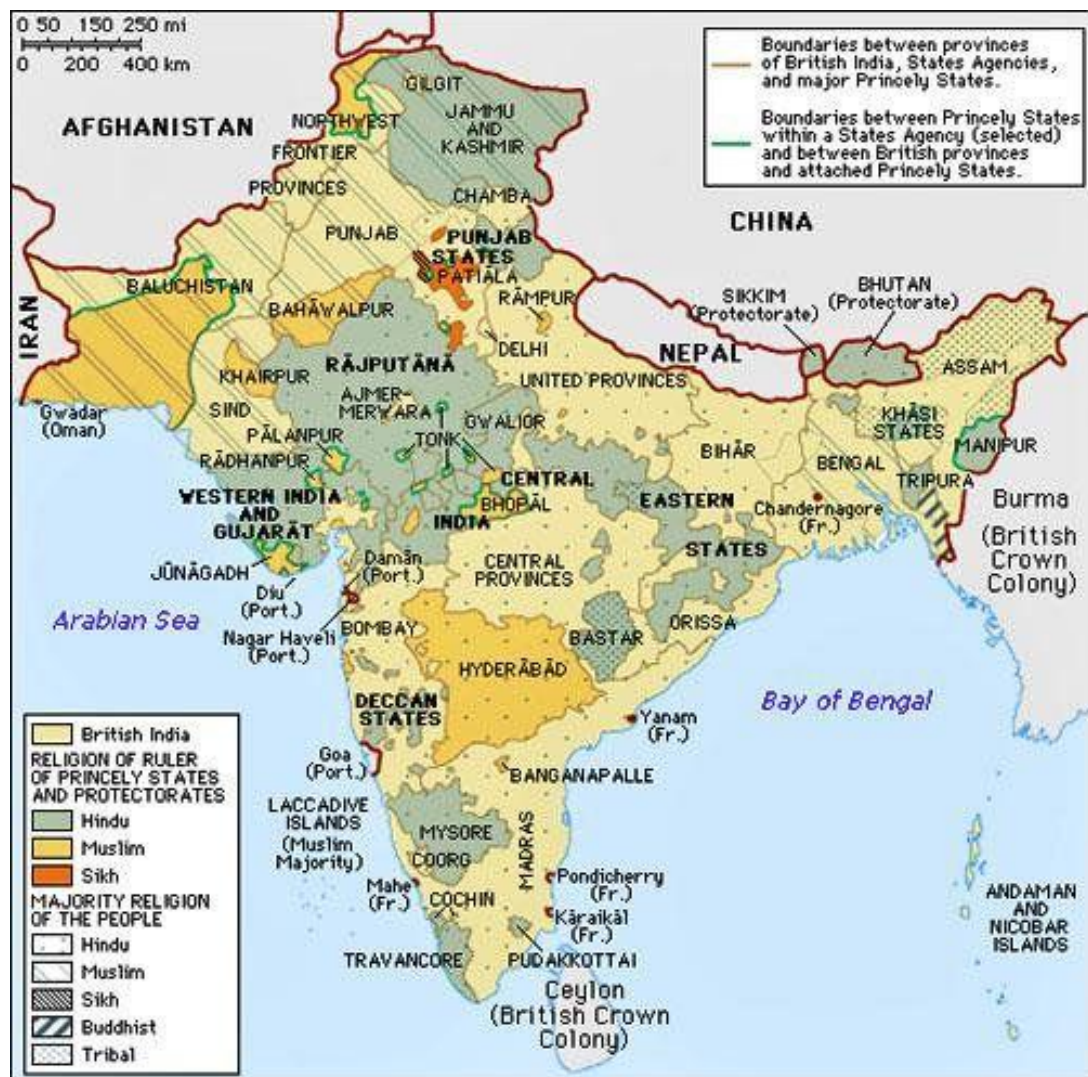 0 50 150 250 mi
0 200 400 km
Boundaries between provinces
of British India, States Agencies,
and major Princely States.
Boundaries between Princely States
within a States Agency (selected)
and between British provinces
and attached Princely States.
AFGHANISTAN
GILGIT
JAMMU
AND
KASHMIR
NORTHWEST
FRONTIER
PROVINCES
CHAMBA
CHINA
PUNJAB
PUNJAB
STATES
PATIĀLA
BALUCHISTAN
IRAN
BAHĀWALPUR
RĀMPUR
DELHI
SIKKIM
(Protectorate)
BHUTAN
(Protectorate)
NEPAL
ASSAM
RĀJPUTĀNĀ
KHAIRPUR
UNITED PROVINCES
AJMER-
MERWARA
SIND
GWALIOR
Gwadar
(Oman)
KHĀSI
STATES
MANIPUR
PĀLANPUR
TONK
RĀDHANPUR
BIHĀR
BENGAL
TRIPURA
CENTRAL
INDIA
BHOPĀL
WESTERN INDIA
AND
GUJARĀT
EASTERN
STATES
Chandernagore
(Fr.)
Burma
(British
Crown
Colony)
JŪNĀGADH
Diu
(Port.)
Damān
(Port.)
CENTRAL
PROVINCES
Arabian Sea
Nagar Haveli
(Port.)
BOMBAY
BASTAR
ORISSA
HYDERĀBĀD
Bay of Bengal
DECCAN
STATES
Yanam
(Fr.)
Goa
(Port.)
BANGANAPALLE
LACCADIVE
ISLANDS
(Muslim
Majority)
MYSORE
COORG
MADRAS
Mahe
(Fr.)
COCHIN
Pondicherry
(Fr.)
Kāraikāl
(Fr.)
TRAVANCORE
PUDAKKOTTAI
Ceylon
(British Crown
Colony)
ANDAMAN
AND
NICOBAR
ISLANDS
British India
RELIGION OF RULER
OF PRINCELY STATES
AND PROTECTORATES
Hindu
Muslim
Sikh
MAJORITY RELIGION
OF THE PEOPLE
Hindu
Muslim
Sikh
Buddhist
Tribal